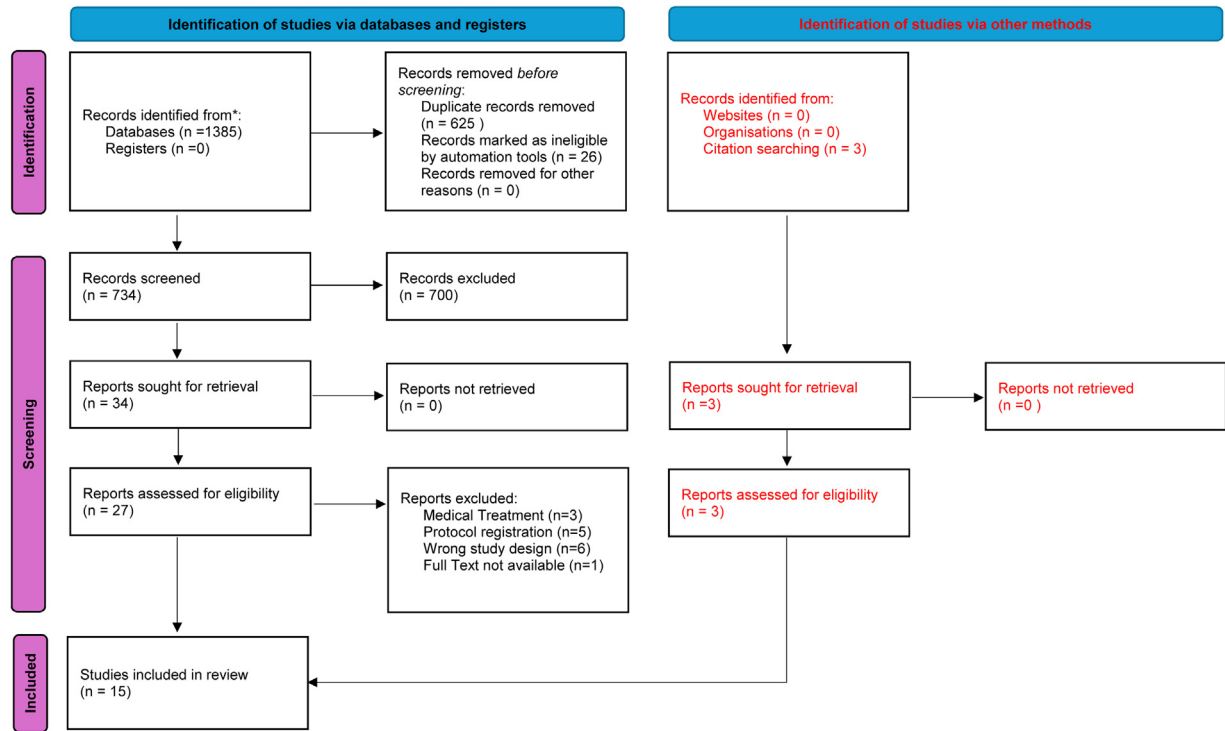 Identification of studies via databases and registers
Identification of studies via other methods
Identification
Records identified from*:
Databases (n =1385)
Registers (n =0)
Records removed before
screening:
Duplicate records removed
(n = 625 )
Records marked as ineligible
by automation tools (n = 26)
Records removed for other
reasons (n = 0)
Records identified from:
Websites (n = 0)
Organisations (n = 0)
Citation searching (n = 3)
Screening
Records screened
(n = 734)
Records excluded
(n = 700)
Reports sought for retrieval
(n = 34)
Reports not retrieved
(n = 0)
Reports sought for retrieval
(n =3)
Reports not retrieved
(n =0 )
Reports assessed for eligibility
(n = 27)
Reports excluded:
Medical Treatment (n=3)
Protocol registration (n=5)
Wrong study design (n=6)
Full Text not available (n=1)
Reports assessed for eligibility
(n = 3)
Included
Studies included in review
(n = 15)